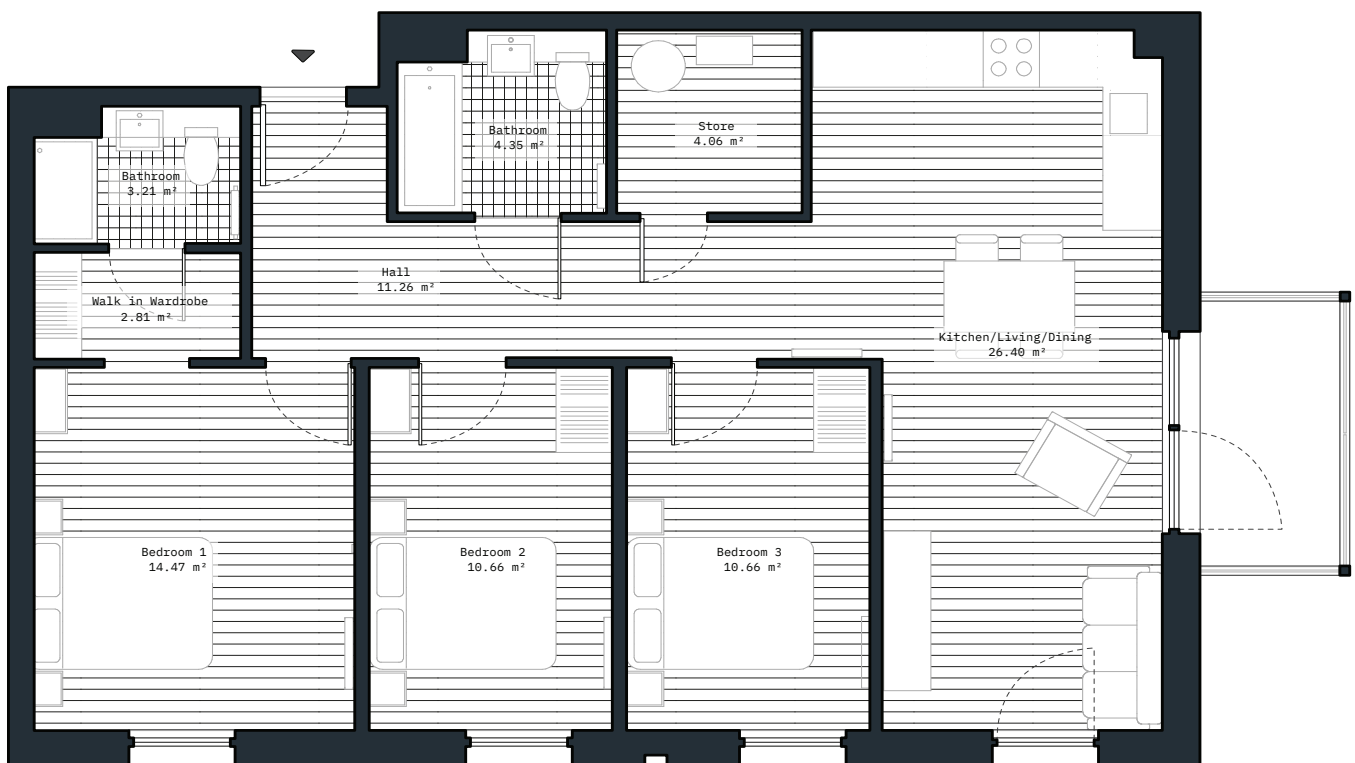 Bathroom
4.35 m²
Store
4.06 m²
Bathroom
3.21 m²
Hall
11.26 m²
Walk in Wardrobe
2.81 m²
Kitchen/Living/Dining
26.40 m²
Bedroom 1
14.47 m²
Bedroom 2
10.66 m²
Bedroom 3
10.66 m²